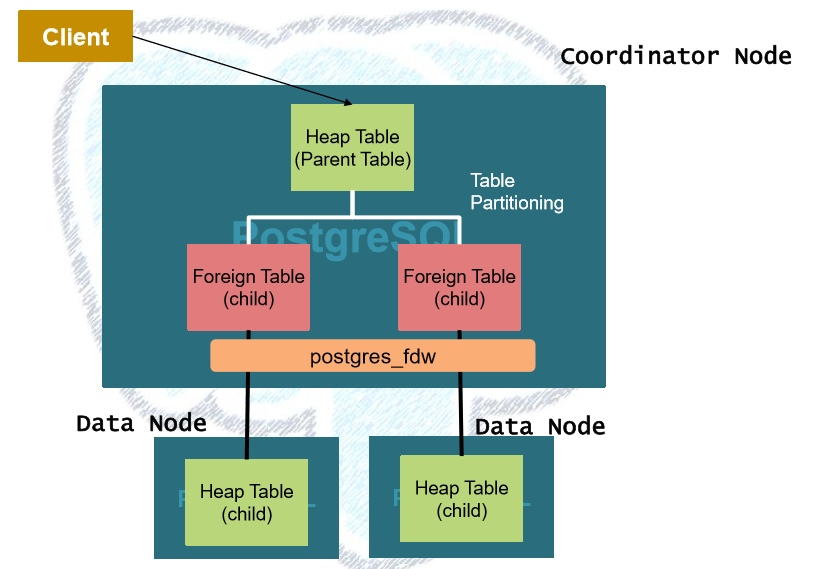 Client
Coordinator Node
Heap Table
(Parent Table)
Table
Partitioning
PostgreSQL
Foreign Table
(child)
Foreign Table
(child)
postgres_fdw
Data Node
Data Node
Heap Table
(child)
Heap Table
(child)